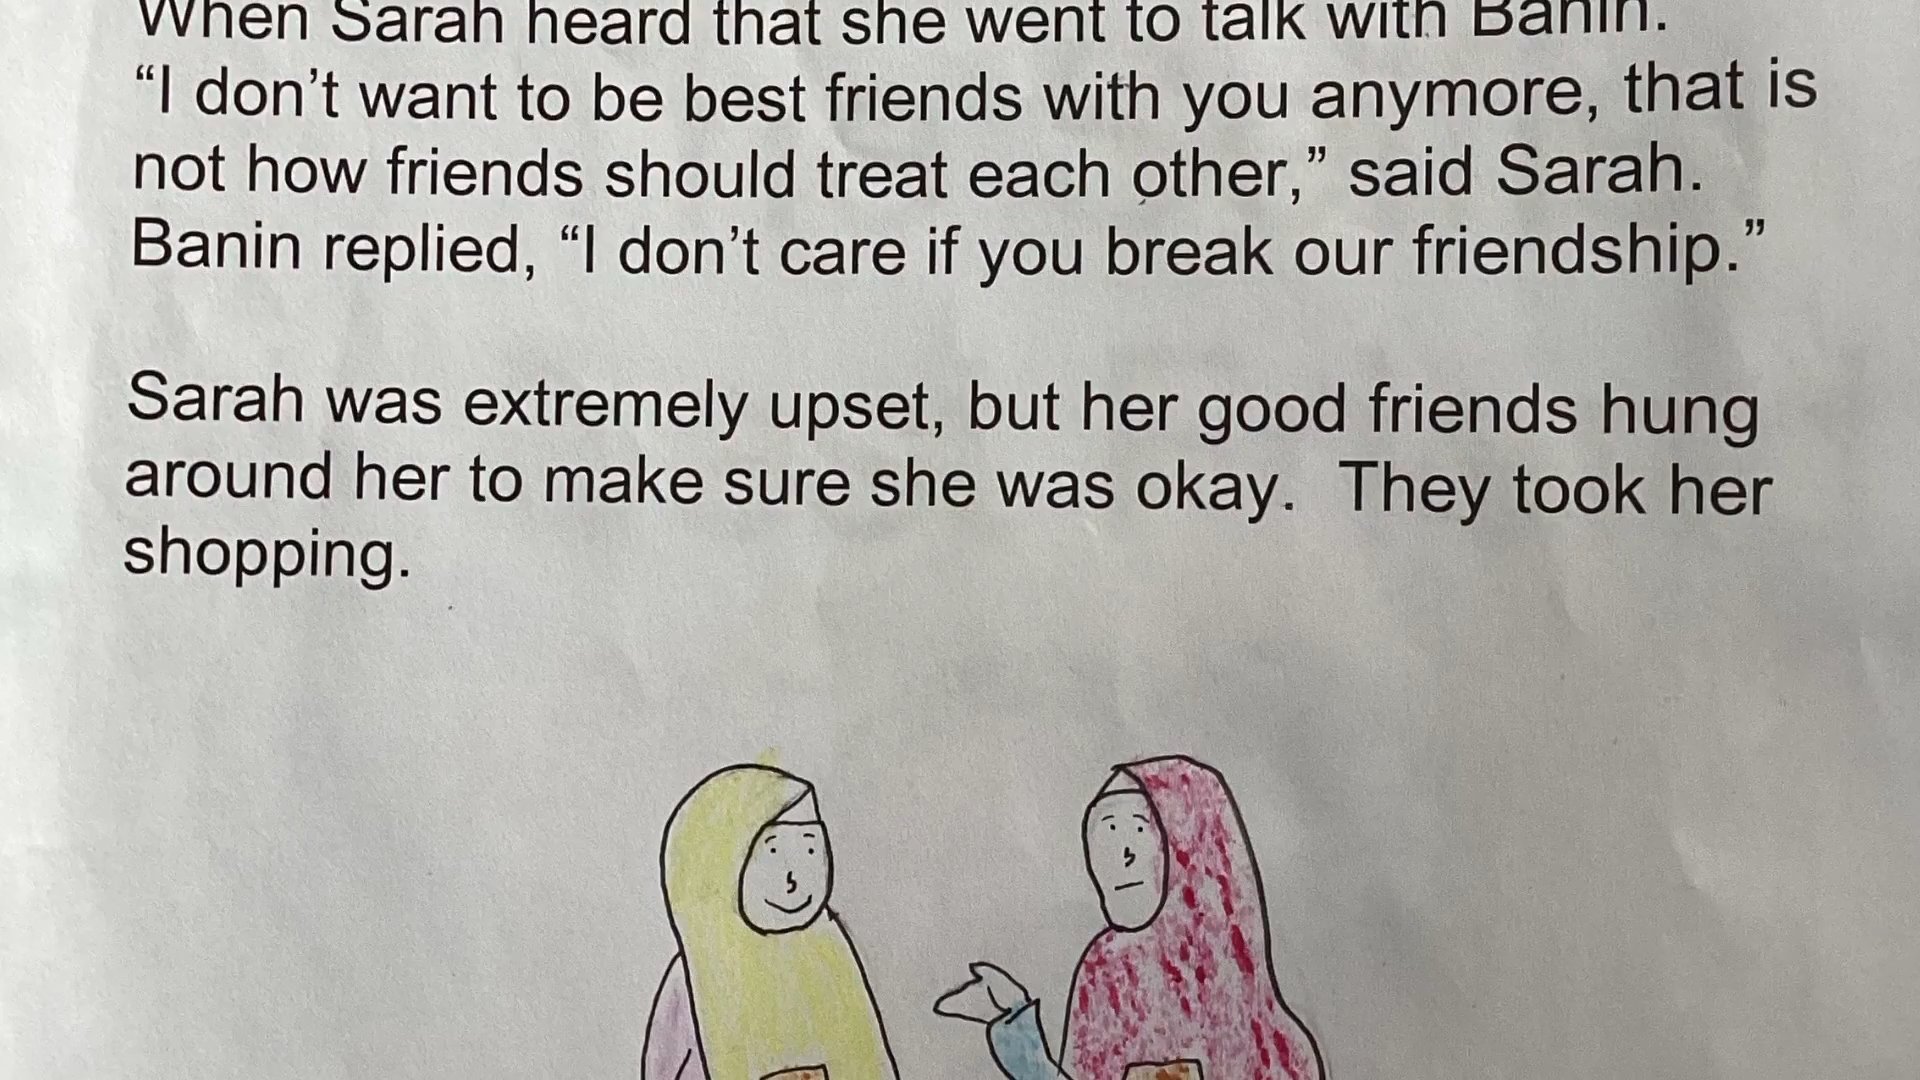 When Sarah heard that she went to talk with Banin.
“I don’t want to be best friends with you anymore, that is
not how friends should treat each other,” said Sarah.
Banin replied, “I don’t care if you break our friendship.”
Sarah was extremely upset, but her good friends hung
around her to make sure she was okay.  They took her
shopping.